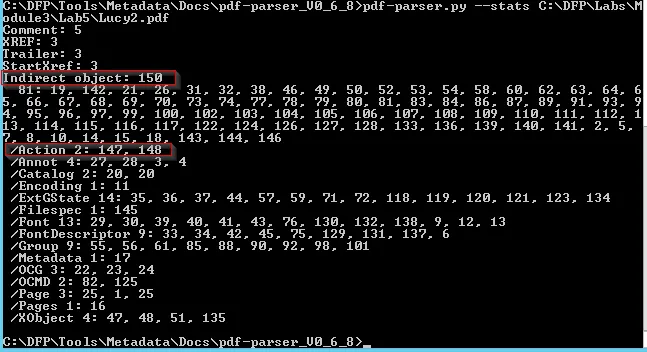 C:\DFP\Tools\Metadata\Docs\pdf-parser_V0_6_8>pdf-parser.py --stats C:\DFP\Labs\M
odule3\Lab5\Lucy2.pdf
Comment: 5
XREF: 3
Trailer: 3
StartXref: 3
Indirect object: 150
81: 19, 142, 21, 26, 31, 32, 38, 46, 49, 50, 52, 53, 54, 58, 60, 62, 63, 64, 6
5, 66, 67, 68, 69, 70, 73, 74, 77, 78, 79, 80, 81, 83, 84, 86, 87, 89, 91, 93, 9
4, 95, 96, 97, 99, 100, 102, 103, 104, 105, 106, 107, 108, 109, 110, 111, 112, 1
13, 114, 115, 116, 117, 122, 124, 126, 127, 128, 133, 136, 139, 140, 141, 2, 5,
7, 8, 10, 14, 15, 18, 143, 144, 146
/Action 2: 147, 148
/Annot 4: 27, 28, 3, 4
/Catalog 2: 20, 20
/Encoding 1: 11
/ExtGState 14: 35, 36, 37, 44, 57, 59, 71, 72, 118, 119, 120, 121, 123, 134
/Filespec 1: 145
/Font 13: 29, 30, 39, 40, 41, 43, 76, 130, 132, 138, 9, 12, 13
/FontDescriptor 9: 33, 34, 42, 45, 75, 129, 131, 137, 6
/Group 9: 55, 56, 61, 85, 88, 90, 92, 98, 101
/Metadata 1: 17
/OCG 3: 22, 23, 24
/OCMD 2: 82, 125
/Page 3: 25, 1, 25
/Pages 1: 16
/XObject 4: 47, 48, 51, 135
C:\DFP\Tools\Metadata\Docs\pdf-parser_V0_6_8>